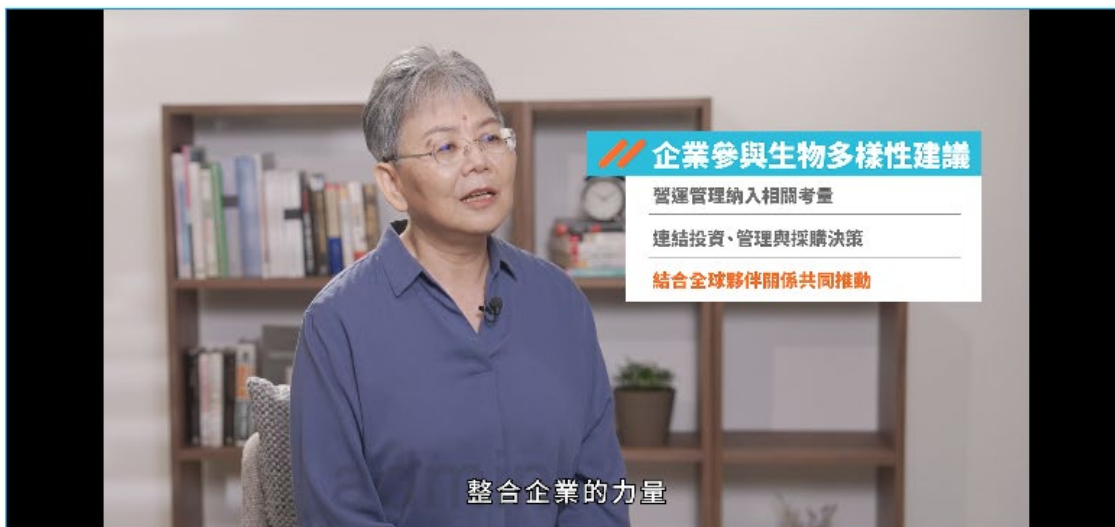 企業參與生物多樣性建議
營運管理納入相關考量
連結投資、管理與採購決策
結合全球夥伴關係共同推動
整合企業的力量